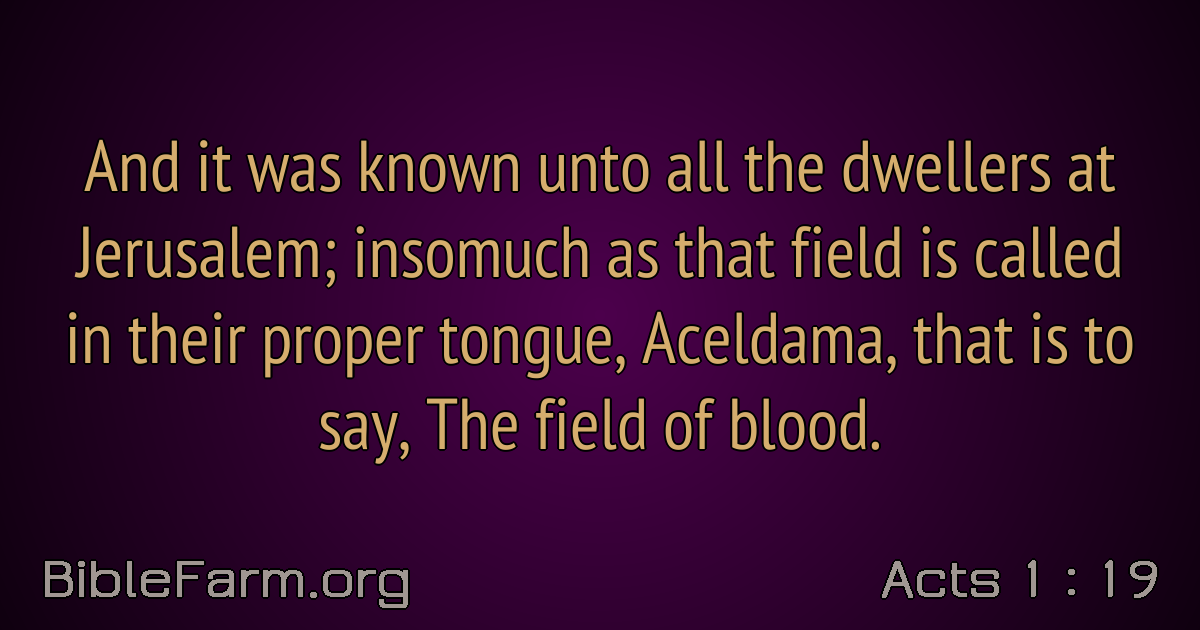 And it was known unto all the dwellers at
Jerusalem; insomuch as that field is called
in their proper tongue, Aceldama, that is to
say, The field of blood.
BibleFarm.org
Acts 1 : 19